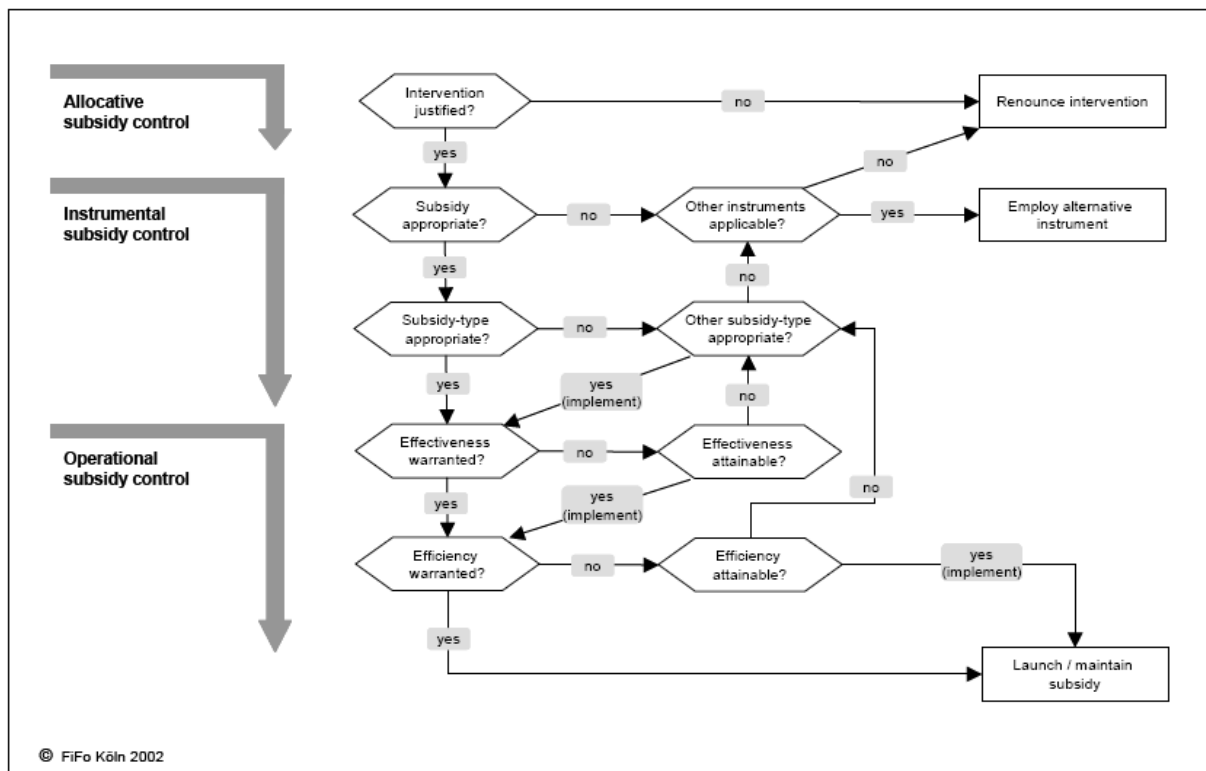 Allocative
subsidy control
Intervention
justified?
no
Renounce intervention
yes
no
Instrumental
subsidy control
Subsidy
appropriate?
no
Other instruments
applicable?
yes
Employ alternative
instrument
yes
no
Subsidy-type
appropriate?
no
Other subsidy-type
appropriate?
yes
yes
(implement)
no
Operational
subsidy control
Effectiveness
warranted?
no
Effectiveness
attainable?
yes
yes
(implement)
no
Efficiency
warranted?
no
Efficiency
attainable?
yes
(implement)
yes
Launch / maintain
subsidy
© FiFo Köln 2002